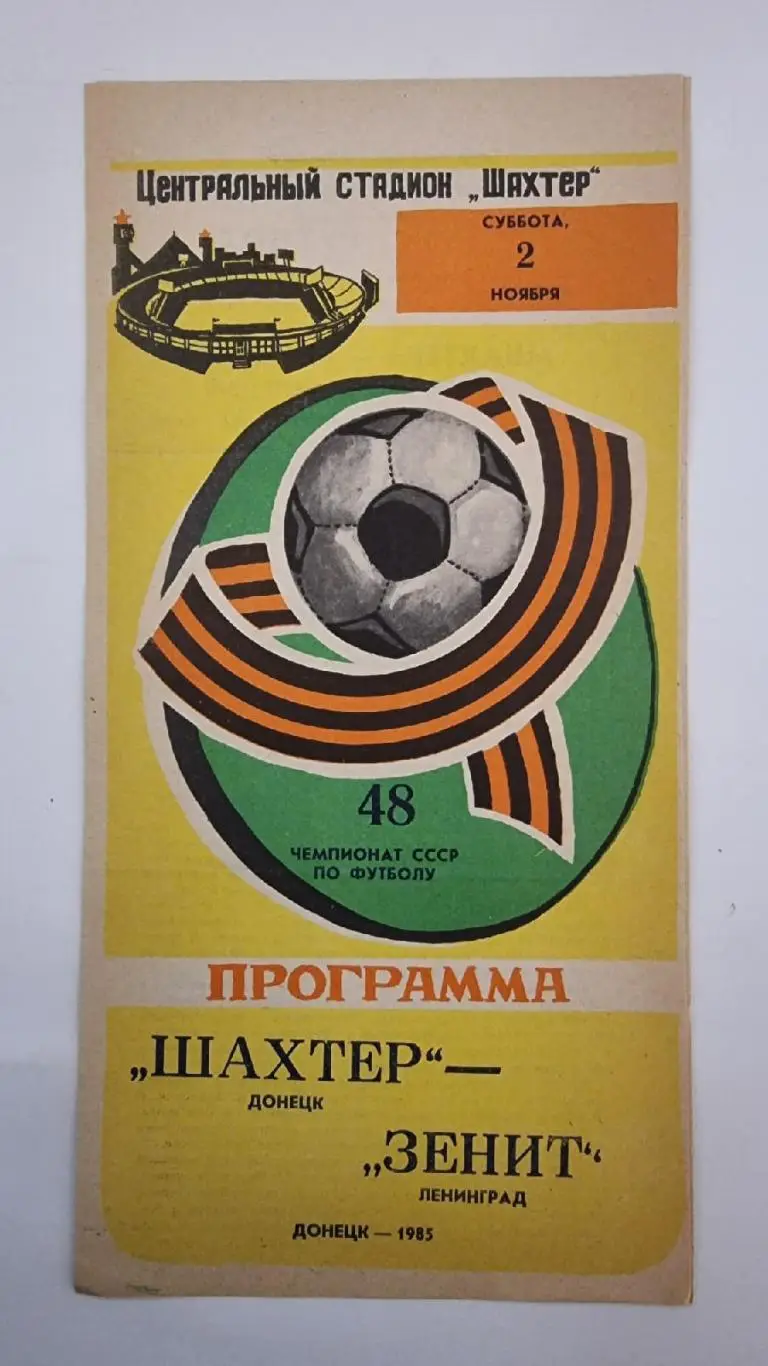 Центральный стадион „Шахтер“
СУББОТА,
2
НОЯБРЯ
48
ЧЕМПИОНАТ СССР
ПО ФУТБОЛУ
ПРОГРАММА
„ШАХТЕР“ —
ДОНЕЦК
„ЗЕНИТ“
ЛЕНИНГРАД
ДОНЕЦК — 1985